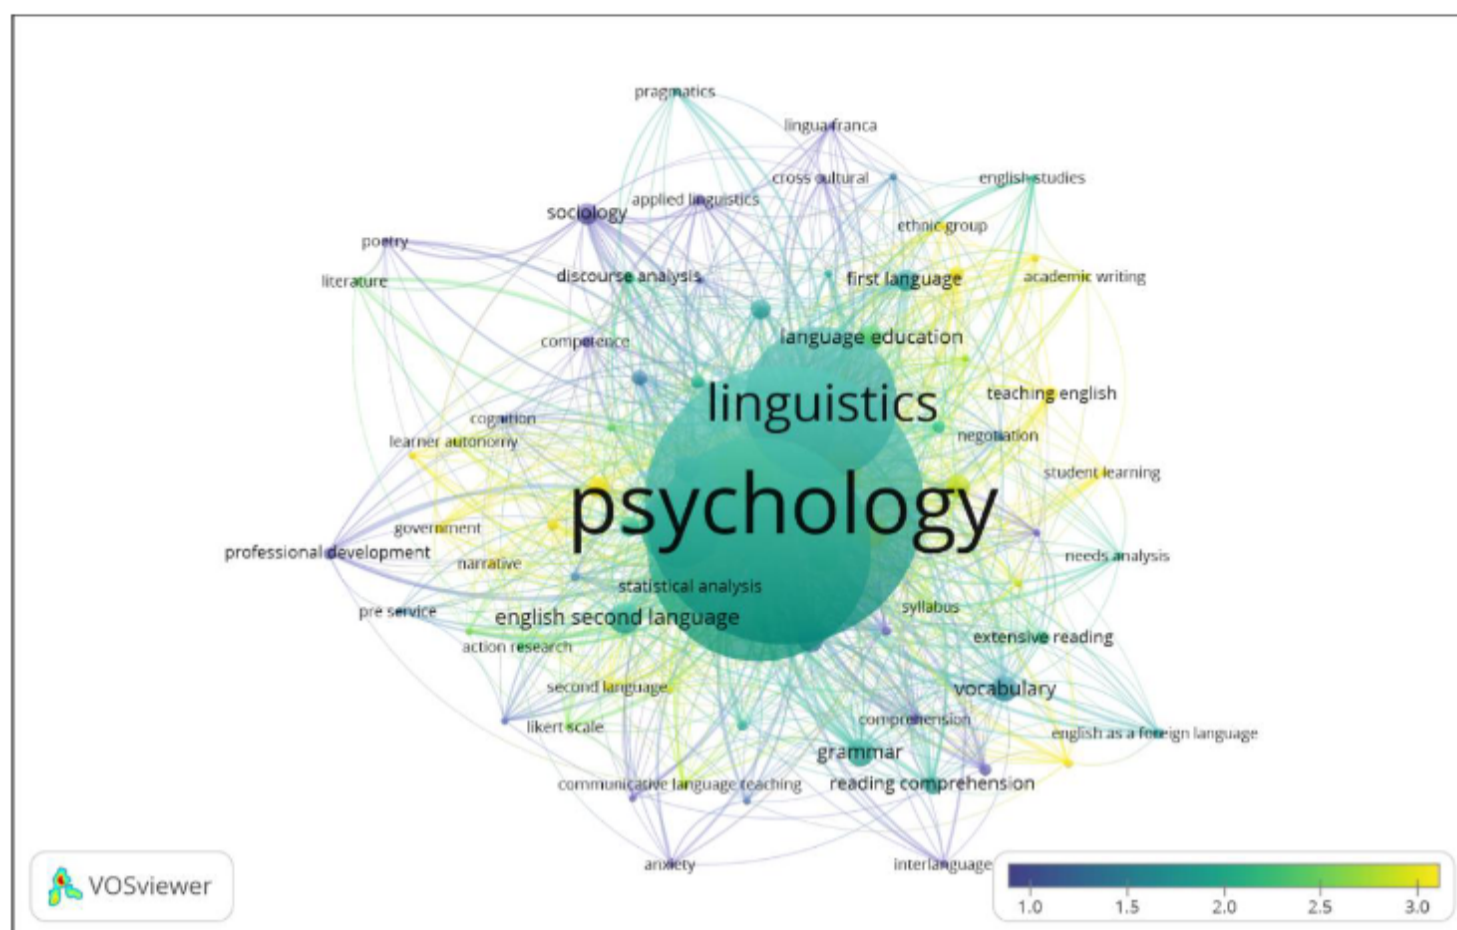 pragmatics
lingua franca
cross cultural
english studies
applied linguistics
sociology
ethnic group
poetry
discourse analysis
first language
academic writing
literature
language education
competence
linguistics
teaching english
cognition
negotiation
learner autonomy
student learning
psychology
government
professional development
needs analysis
narrative
statistical analysis
pre service
syllabus
english second language
extensive reading
action research
second language
vocabulary
comprehension
likert scale
english as a foreign language
grammar
communicative language teaching
reading comprehension
anxiety
interlanguage
VOSviewer
1.0 1.5 2.0 2.5 3.0